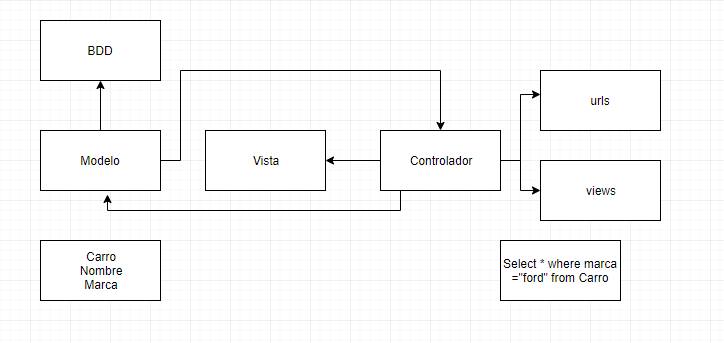 BDD
urls
Modelo
Vista
Controlador
views
Carro
Nombre
Marca
Select * where marca
="ford" from Carro